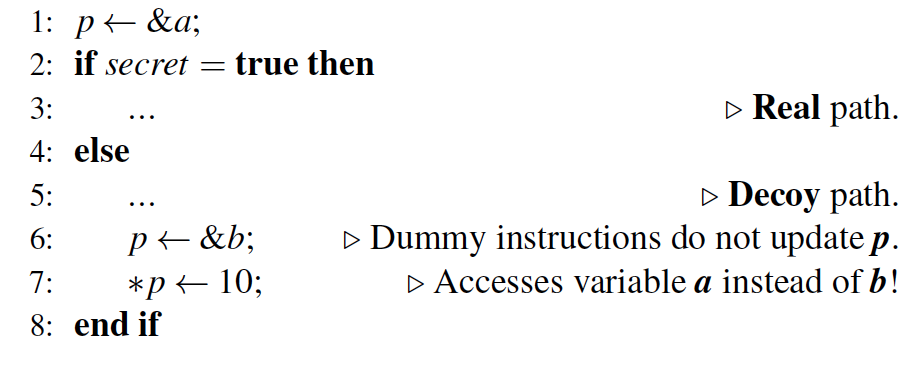 1: p ← &a;
2: if secret = true then
3: ... ▷ Real path.
4: else
5: ... ▷ Decoy path.
6: p ← &b; ▷ Dummy instructions do not update p.
7: *p ← 10; ▷ Accesses variable a instead of b!
8: end if